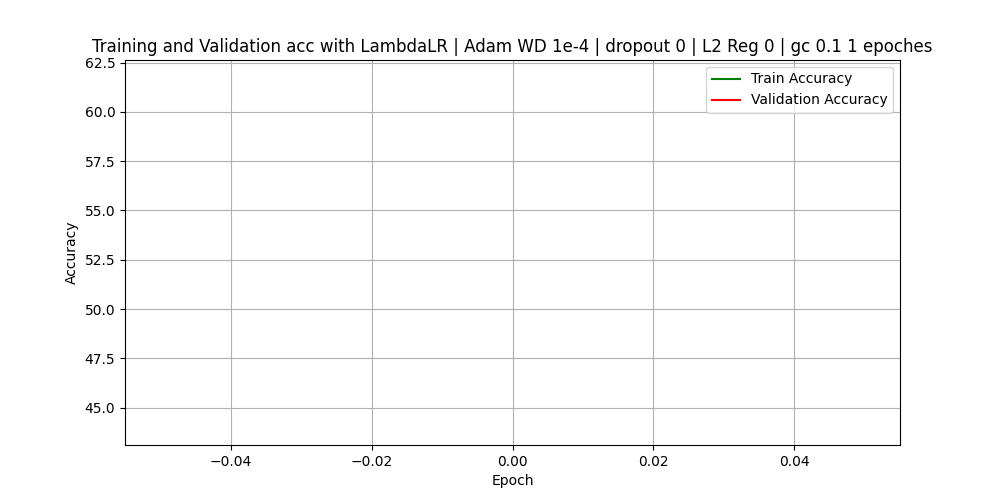 Training and Validation acc with LambdaLR | Adam WD 1e-4 | dropout 0 | L2 Reg 0 | gc 0.1 1 epoches
Train Accuracy
Validation Accuracy
62.5
60.0
57.5
55.0
52.5
50.0
47.5
45.0
Accuracy
−0.04 −0.02 0.00 0.02 0.04
Epoch